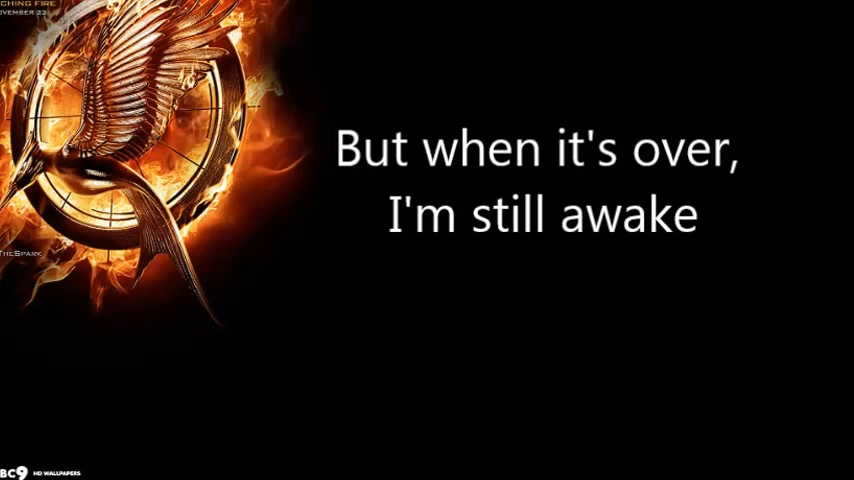 CHING FIRE
OVEMBER 22
But when it's over,
I'm still awake
TheSpark
BC9 HD WALLPAPERS